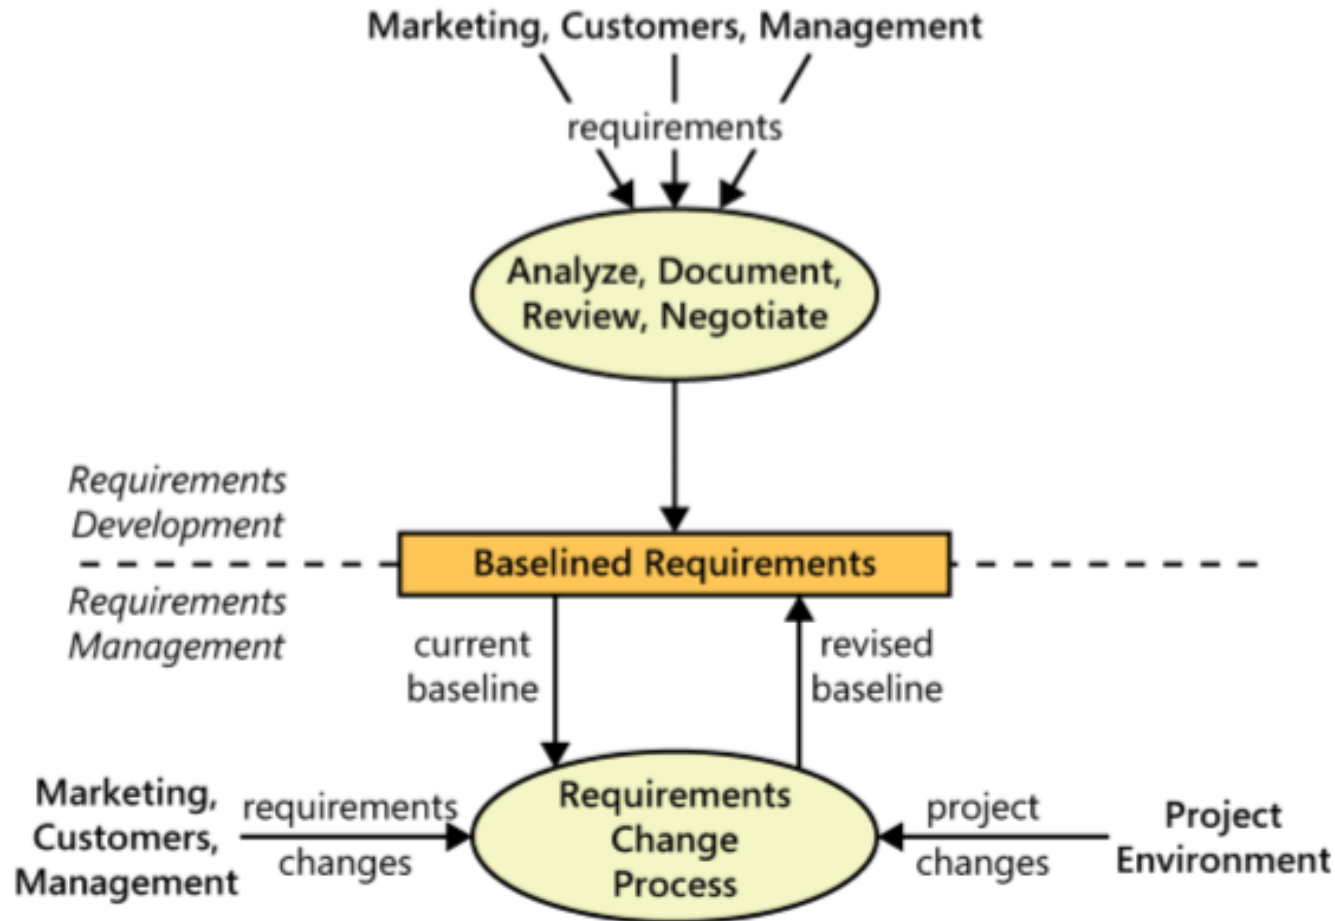 Marketing, Customers, Management
requirements
Analyze, Document,
Review, Negotiate
Requirements
Development
Baselined Requirements
Requirements
Management
current
baseline
revised
baseline
Marketing,
Customers,
Management
requirements
changes
Requirements
Change
Process
project
changes
Project
Environment